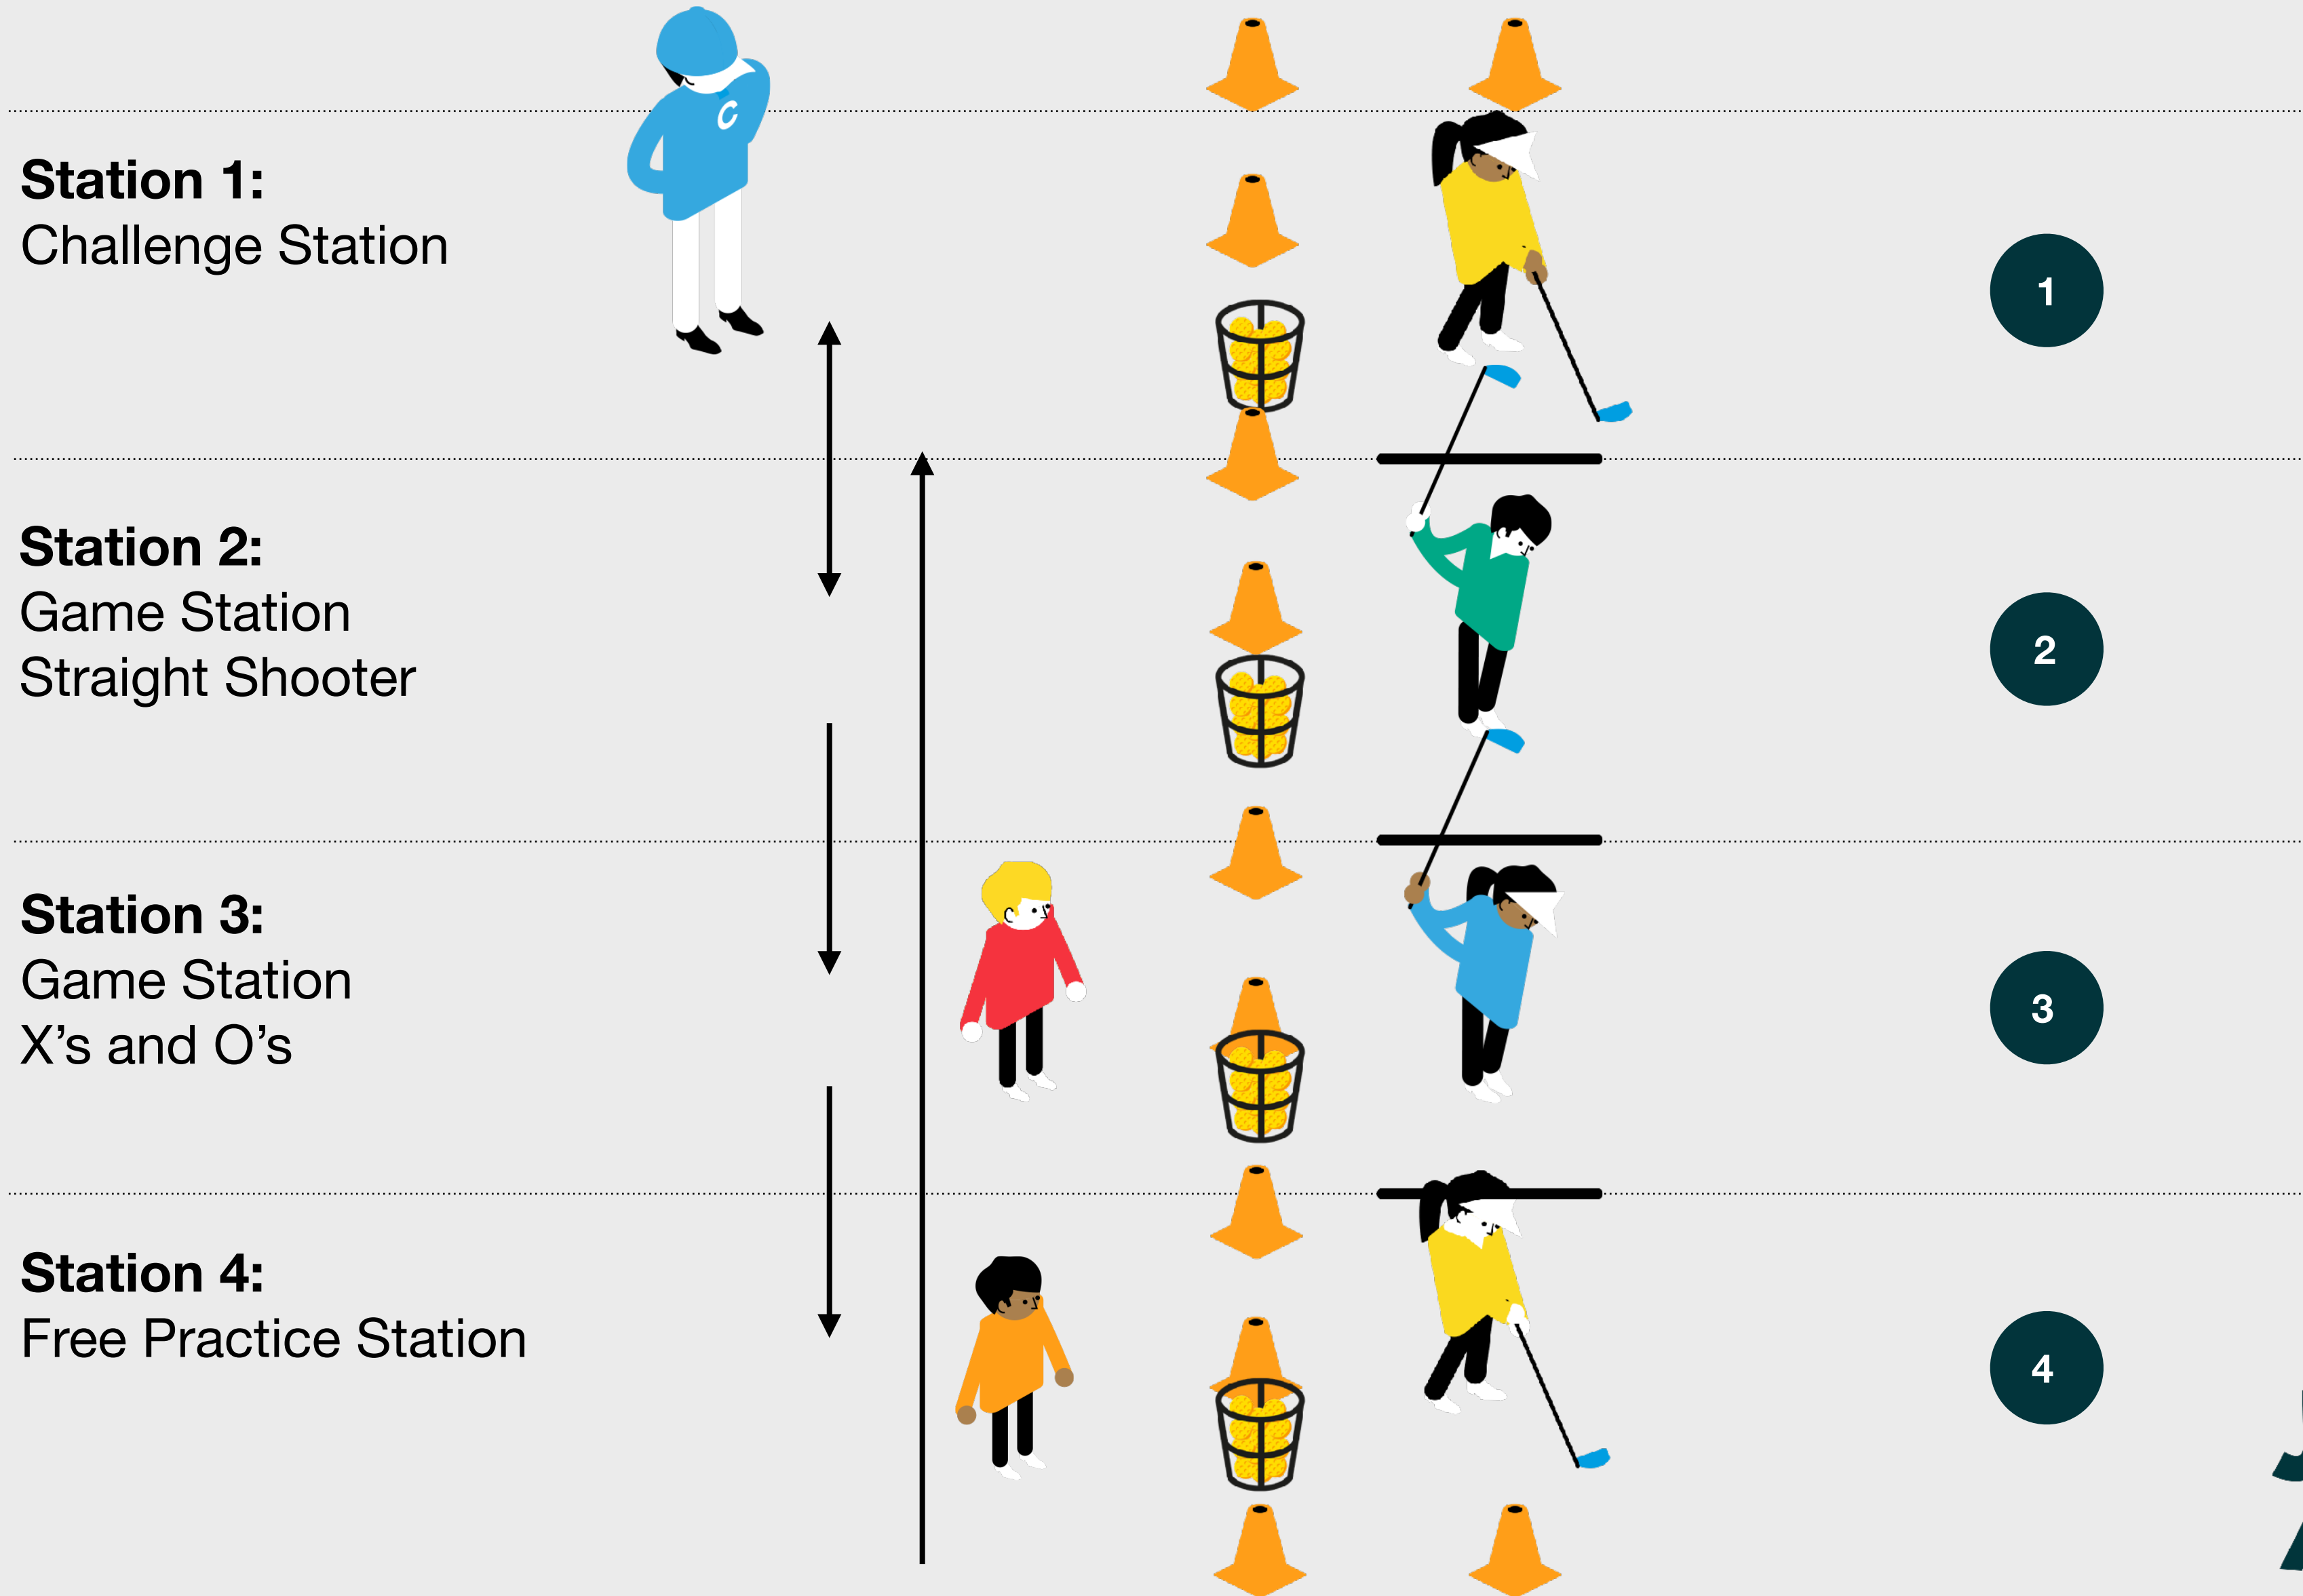 C
Station 1:
Challenge Station
1
Station 2:
Game Station
Straight Shooter
2
Station 3:
Game Station
X’s and O’s
3
Station 4:
Free Practice Station
4